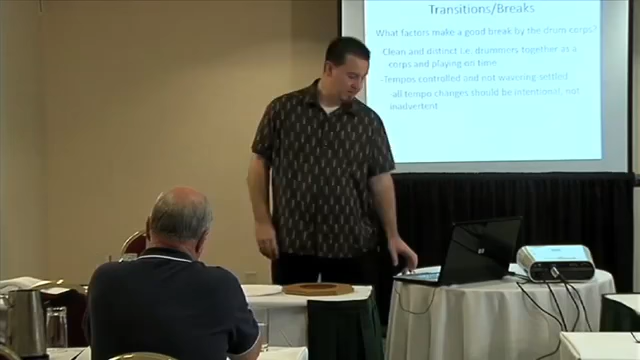 Transitions/Breaks
What factors make a good break by the drum corps?
Clean and distinct i.e. drummers together as a
corps and playing on time
-Tempos controlled and not wavering settled
all tempo changes should be intentional, not
inadvertent
hp